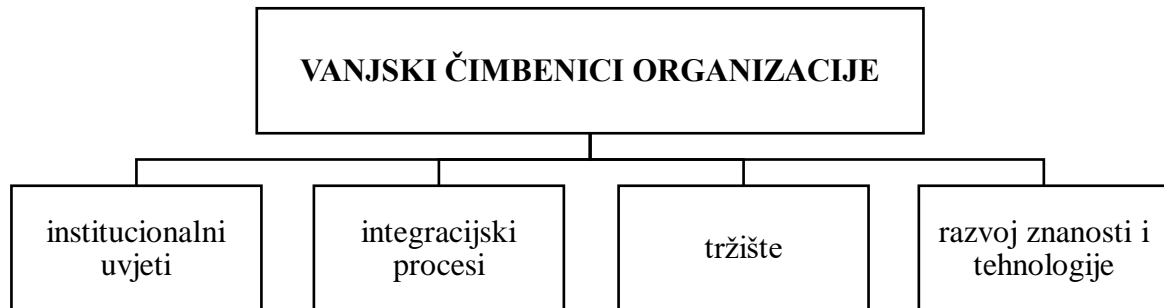 VANJSKI ČIMBENICI ORGANIZACIJE
institucionalni
uvjeti
integracijski
procesi
tržište
razvoj znanosti i
tehnologije